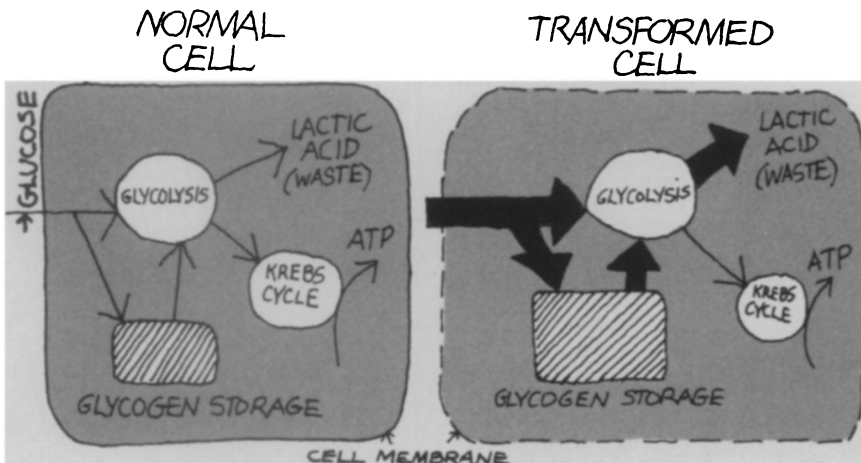 NORMAL
CELL
TRANSFORMED
CELL
→GLUCOSE
GLYCOLYSIS
LACTIC
ACID
(WASTE)
KREBS
CYCLE
ATP
GLYCOGEN STORAGE
GLYCOLYSIS
LACTIC
ACID
(WASTE)
KREBS
CYCLE
ATP
GLYCOGEN STORAGE
CELL MEMBRANE